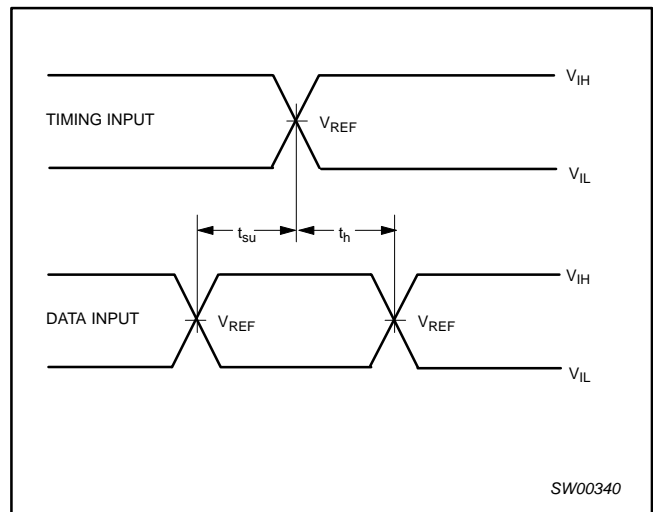 V_IH
TIMING INPUT
V_REF
V_IL
t_su
t_h
V_IH
DATA INPUT
V_REF
V_REF
V_IL
SW00340